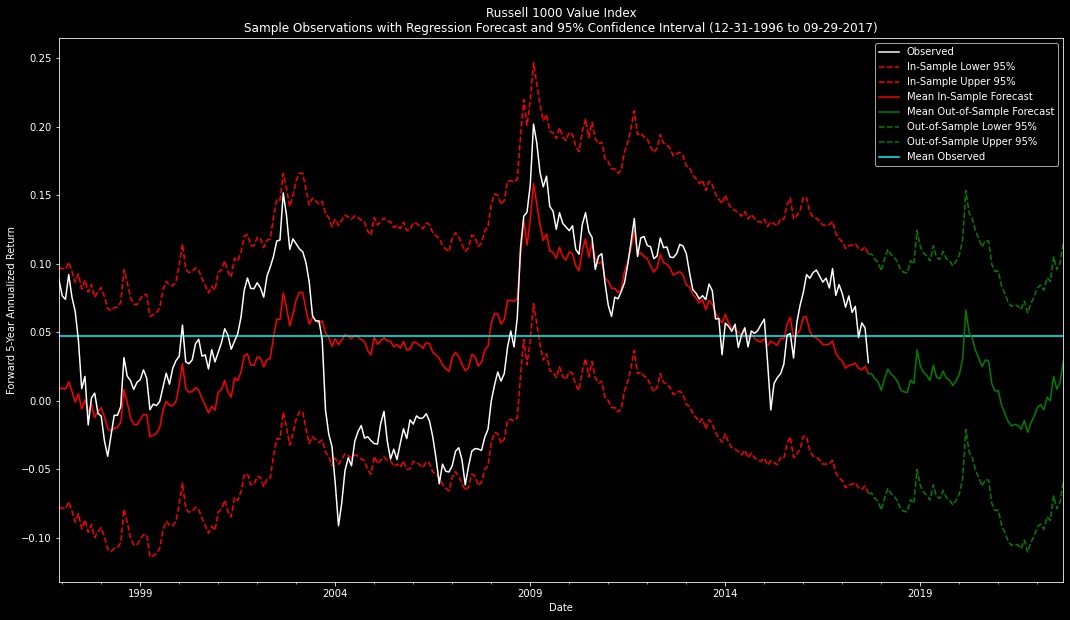 Russell 1000 Value Index
Sample Observations with Regression Forecast and 95% Confidence Interval (12-31-1996 to 09-29-2017)
Observed
In-Sample Lower 95%
In-Sample Upper 95%
Mean In-Sample Forecast
Mean Out-of-Sample Forecast
Out-of-Sample Lower 95%
Out-of-Sample Upper 95%
Mean Observed
Forward 5-Year Annualized Return
0.25
0.20
0.15
0.10
0.05
0.00
−0.05
−0.10
1999
2004
2009
2014
2019
Date